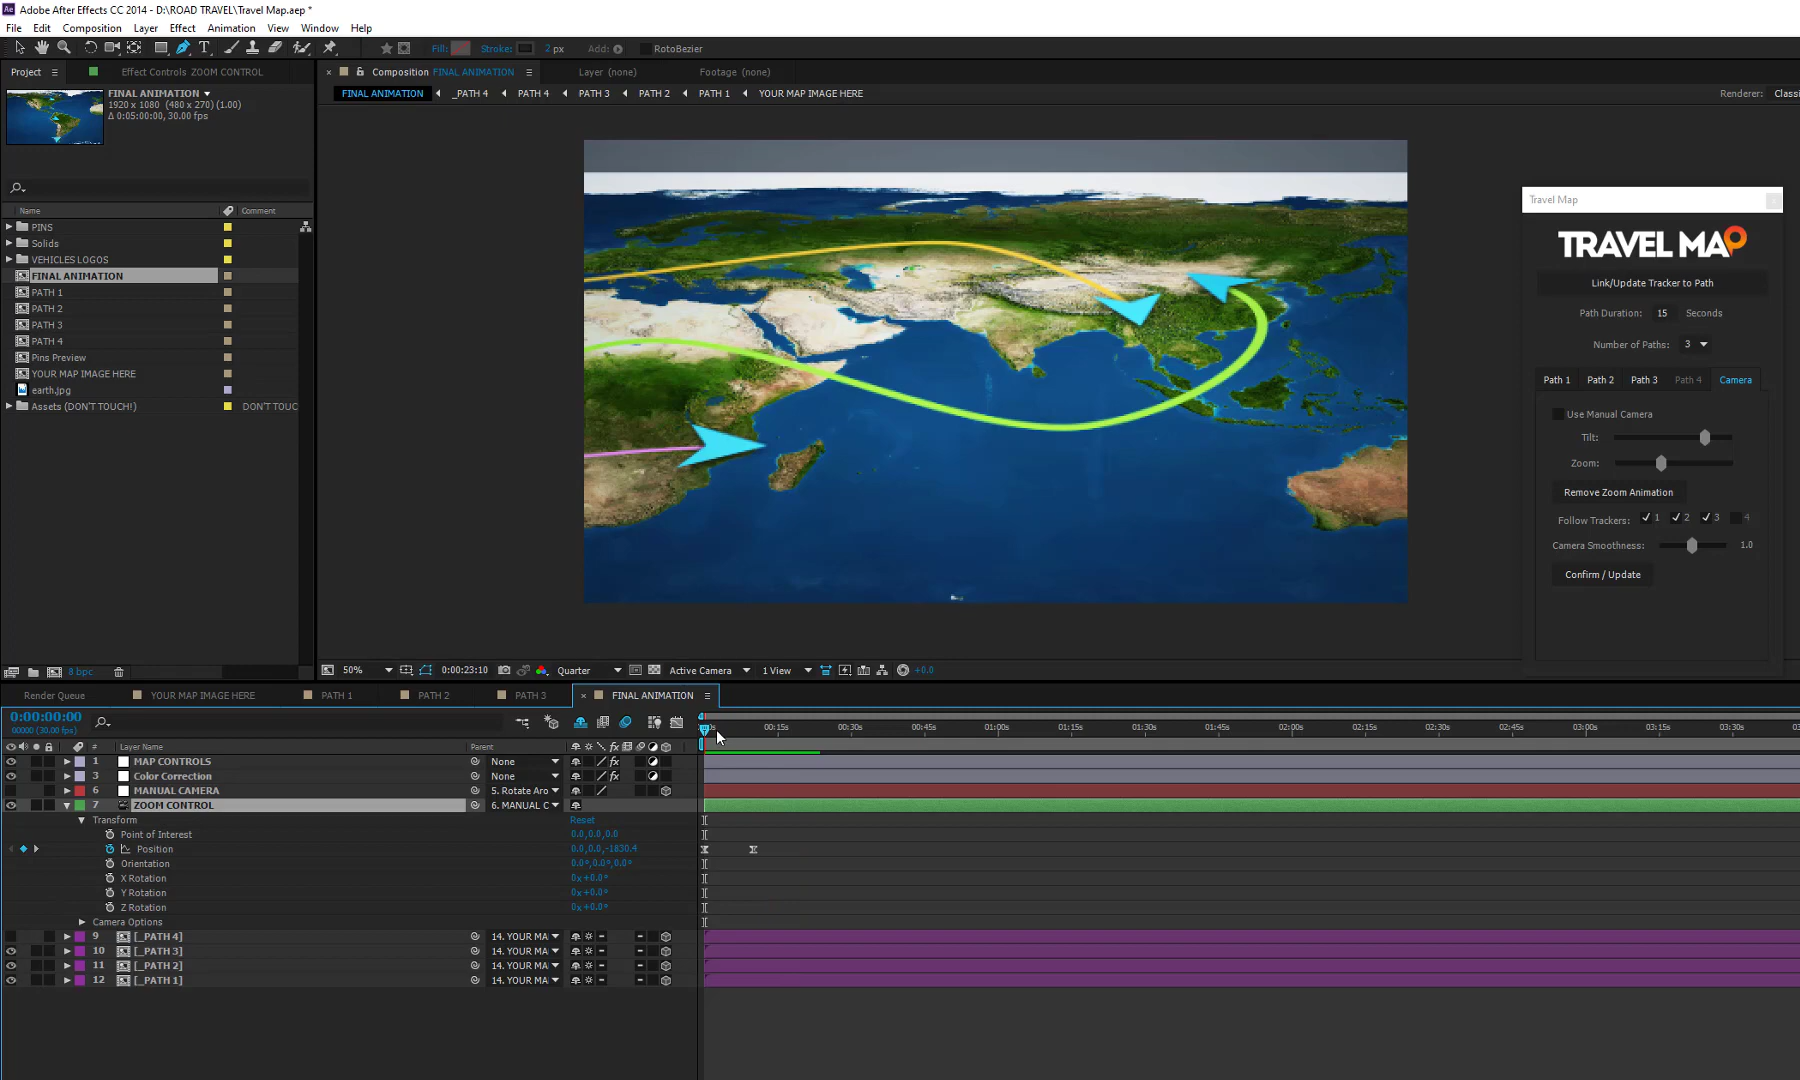 Adobe After Effects CC 2014 - D:\ROAD TRAVEL\Travel Map.aep *
File Edit Composition Layer Effect Animation View Window Help
Fill: Stroke: 2 px Add: RotoBezier
Project Effect Controls ZOOM CONTROL Composition FINAL ANIMATION Layer (none) Footage (none)
FINAL ANIMATION
1920 x 1080 (480 x 270) (1.00)
Δ 0:05:00:00, 30.00 fps
FINAL ANIMATION _PATH 4 PATH 4 PATH 3 PATH 2 PATH 1 YOUR MAP IMAGE HERE Renderer: Classi
Name Comment
PINS
Solids
VEHICLES LOGOS
FINAL ANIMATION
PATH 1
PATH 2
PATH 3
PATH 4
Pins Preview
YOUR MAP IMAGE HERE
earth.jpg
Assets (DON'T TOUCH!) DON'T TOUC
8 bpc
Travel Map
TRAVEL MAP
Link/Update Tracker to Path
Path Duration: 15 Seconds
Number of Paths: 3
Path 1 Path 2 Path 3 Path 4 Camera
Use Manual Camera
Tilt:
Zoom:
Remove Zoom Animation
Follow Trackers: 1 2 3 4
Camera Smoothness: 1.0
Confirm / Update
50% 0:00:23:10 Quarter Active Camera 1 View +0.0
Render Queue YOUR MAP IMAGE HERE PATH 1 PATH 2 PATH 3 FINAL ANIMATION
0:00:00:00
00000 (30.00 fps)
00:15s 00:30s 00:45s 01:00s 01:15s 01:30s 01:45s 02:00s 02:15s 02:30s 02:45s 03:00s 03:15s 03:30s
# Layer Name Parent
1 MAP CONTROLS None
3 Color Correction None
6 MANUAL CAMERA 5. Rotate Aro
7 ZOOM CONTROL 6. MANUAL C
Transform Reset
Point of Interest 0.0,0.0,0.0
Position 0.0,0.0,-1830.4
Orientation 0.0°,0.0°,0.0°
X Rotation 0x+0.0°
Y Rotation 0x+0.0°
Z Rotation 0x+0.0°
Camera Options
9 [_PATH 4] 14. YOUR MA
10 [_PATH 3] 14. YOUR MA
11 [_PATH 2] 14. YOUR MA
12 [_PATH 1] 14. YOUR MA